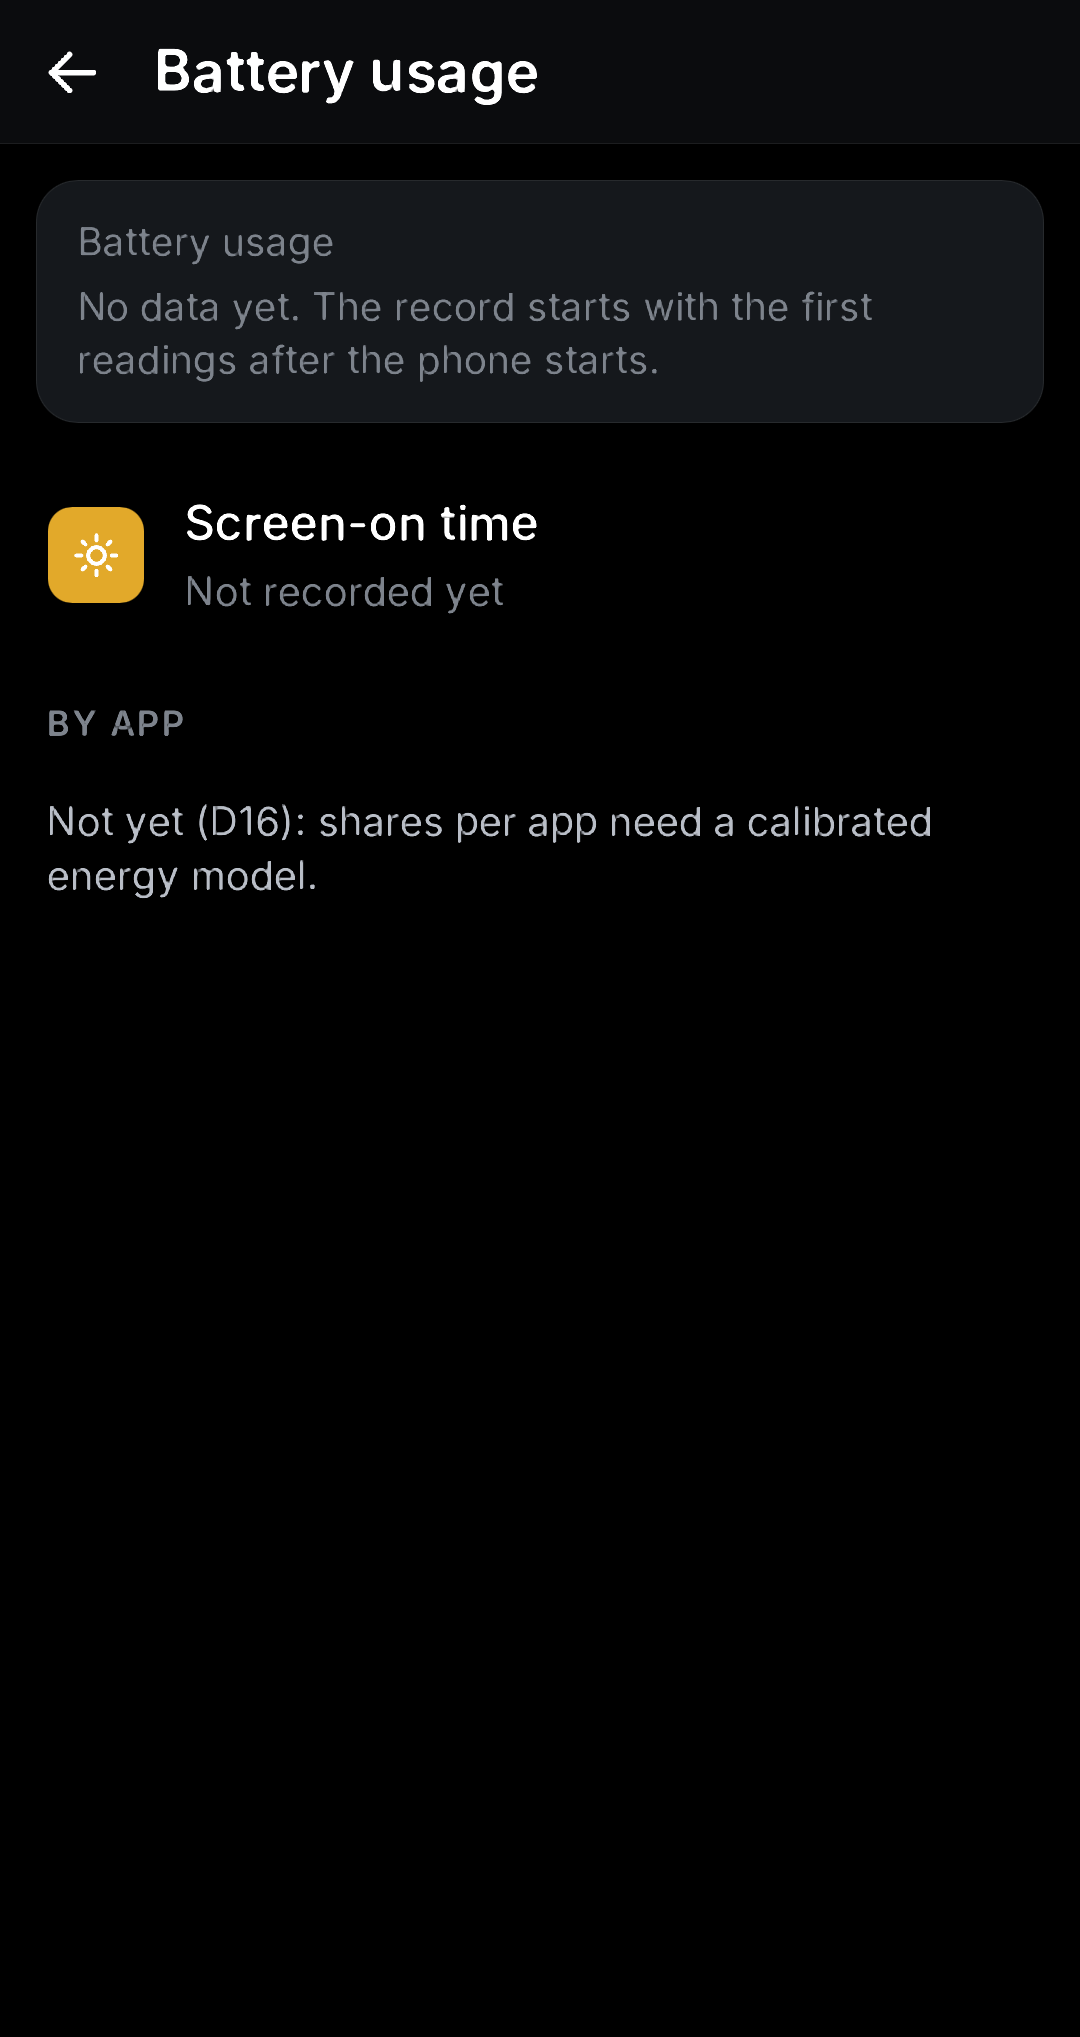 Battery usage
Battery usage
No data yet. The record starts with the first
readings after the phone starts.
Screen-on time
Not recorded yet
BY APP
Not yet (D16): shares per app need a calibrated
energy model.